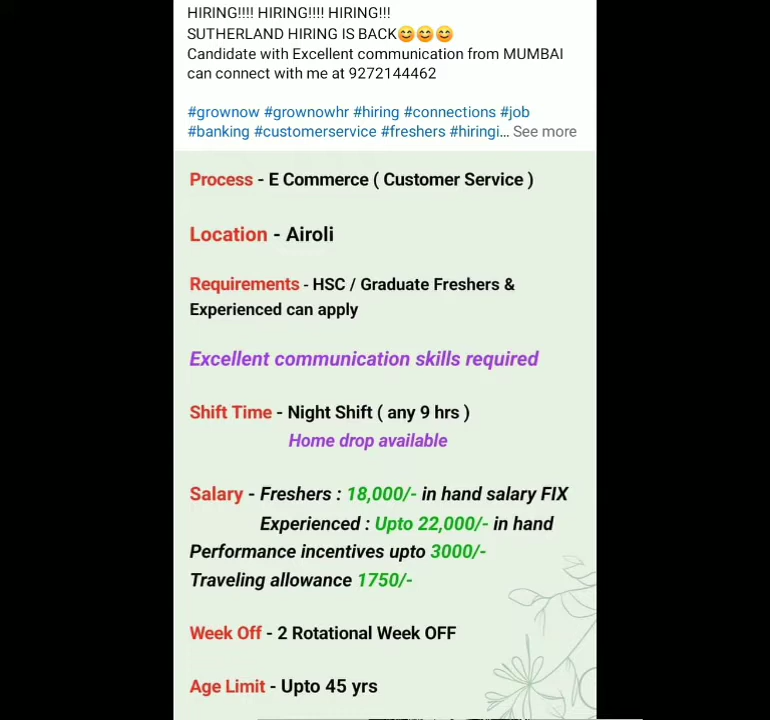 HIRING!!!! HIRING!!!! HIRING!!!
SUTHERLAND HIRING IS BACK😊😊😊
Candidate with Excellent communication from MUMBAI
can connect with me at 9272144462
#grownow #grownowhr #hiring #connections #job
#banking #customerservice #freshers #hiringi... See more
Process - E Commerce ( Customer Service )
Location - Airoli
Requirements - HSC / Graduate Freshers &
Experienced can apply
Excellent communication skills required
Shift Time - Night Shift ( any 9 hrs )
Home drop available
Salary - Freshers : 18,000/- in hand salary FIX
Experienced : Upto 22,000/- in hand
Performance incentives upto 3000/-
Traveling allowance 1750/-
Week Off - 2 Rotational Week OFF
Age Limit - Upto 45 yrs